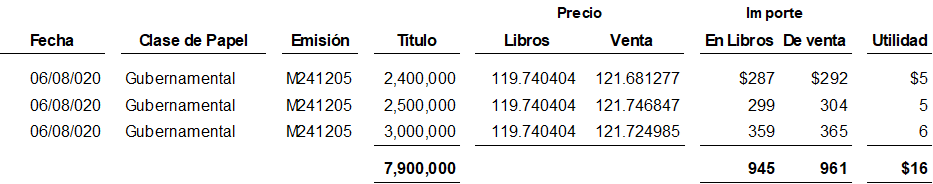 Precio Importe
Fecha Clase de Papel Emisión Titulo Libros Venta En Libros De venta Utilidad
06/08/020 Gubernamental M241205 2,400,000 119.740404 121.681277 $287 $292 $5
06/08/020 Gubernamental M241205 2,500,000 119.740404 121.746847 299 304 5
06/08/020 Gubernamental M241205 3,000,000 119.740404 121.724985 359 365 6
7,900,000 945 961 $16